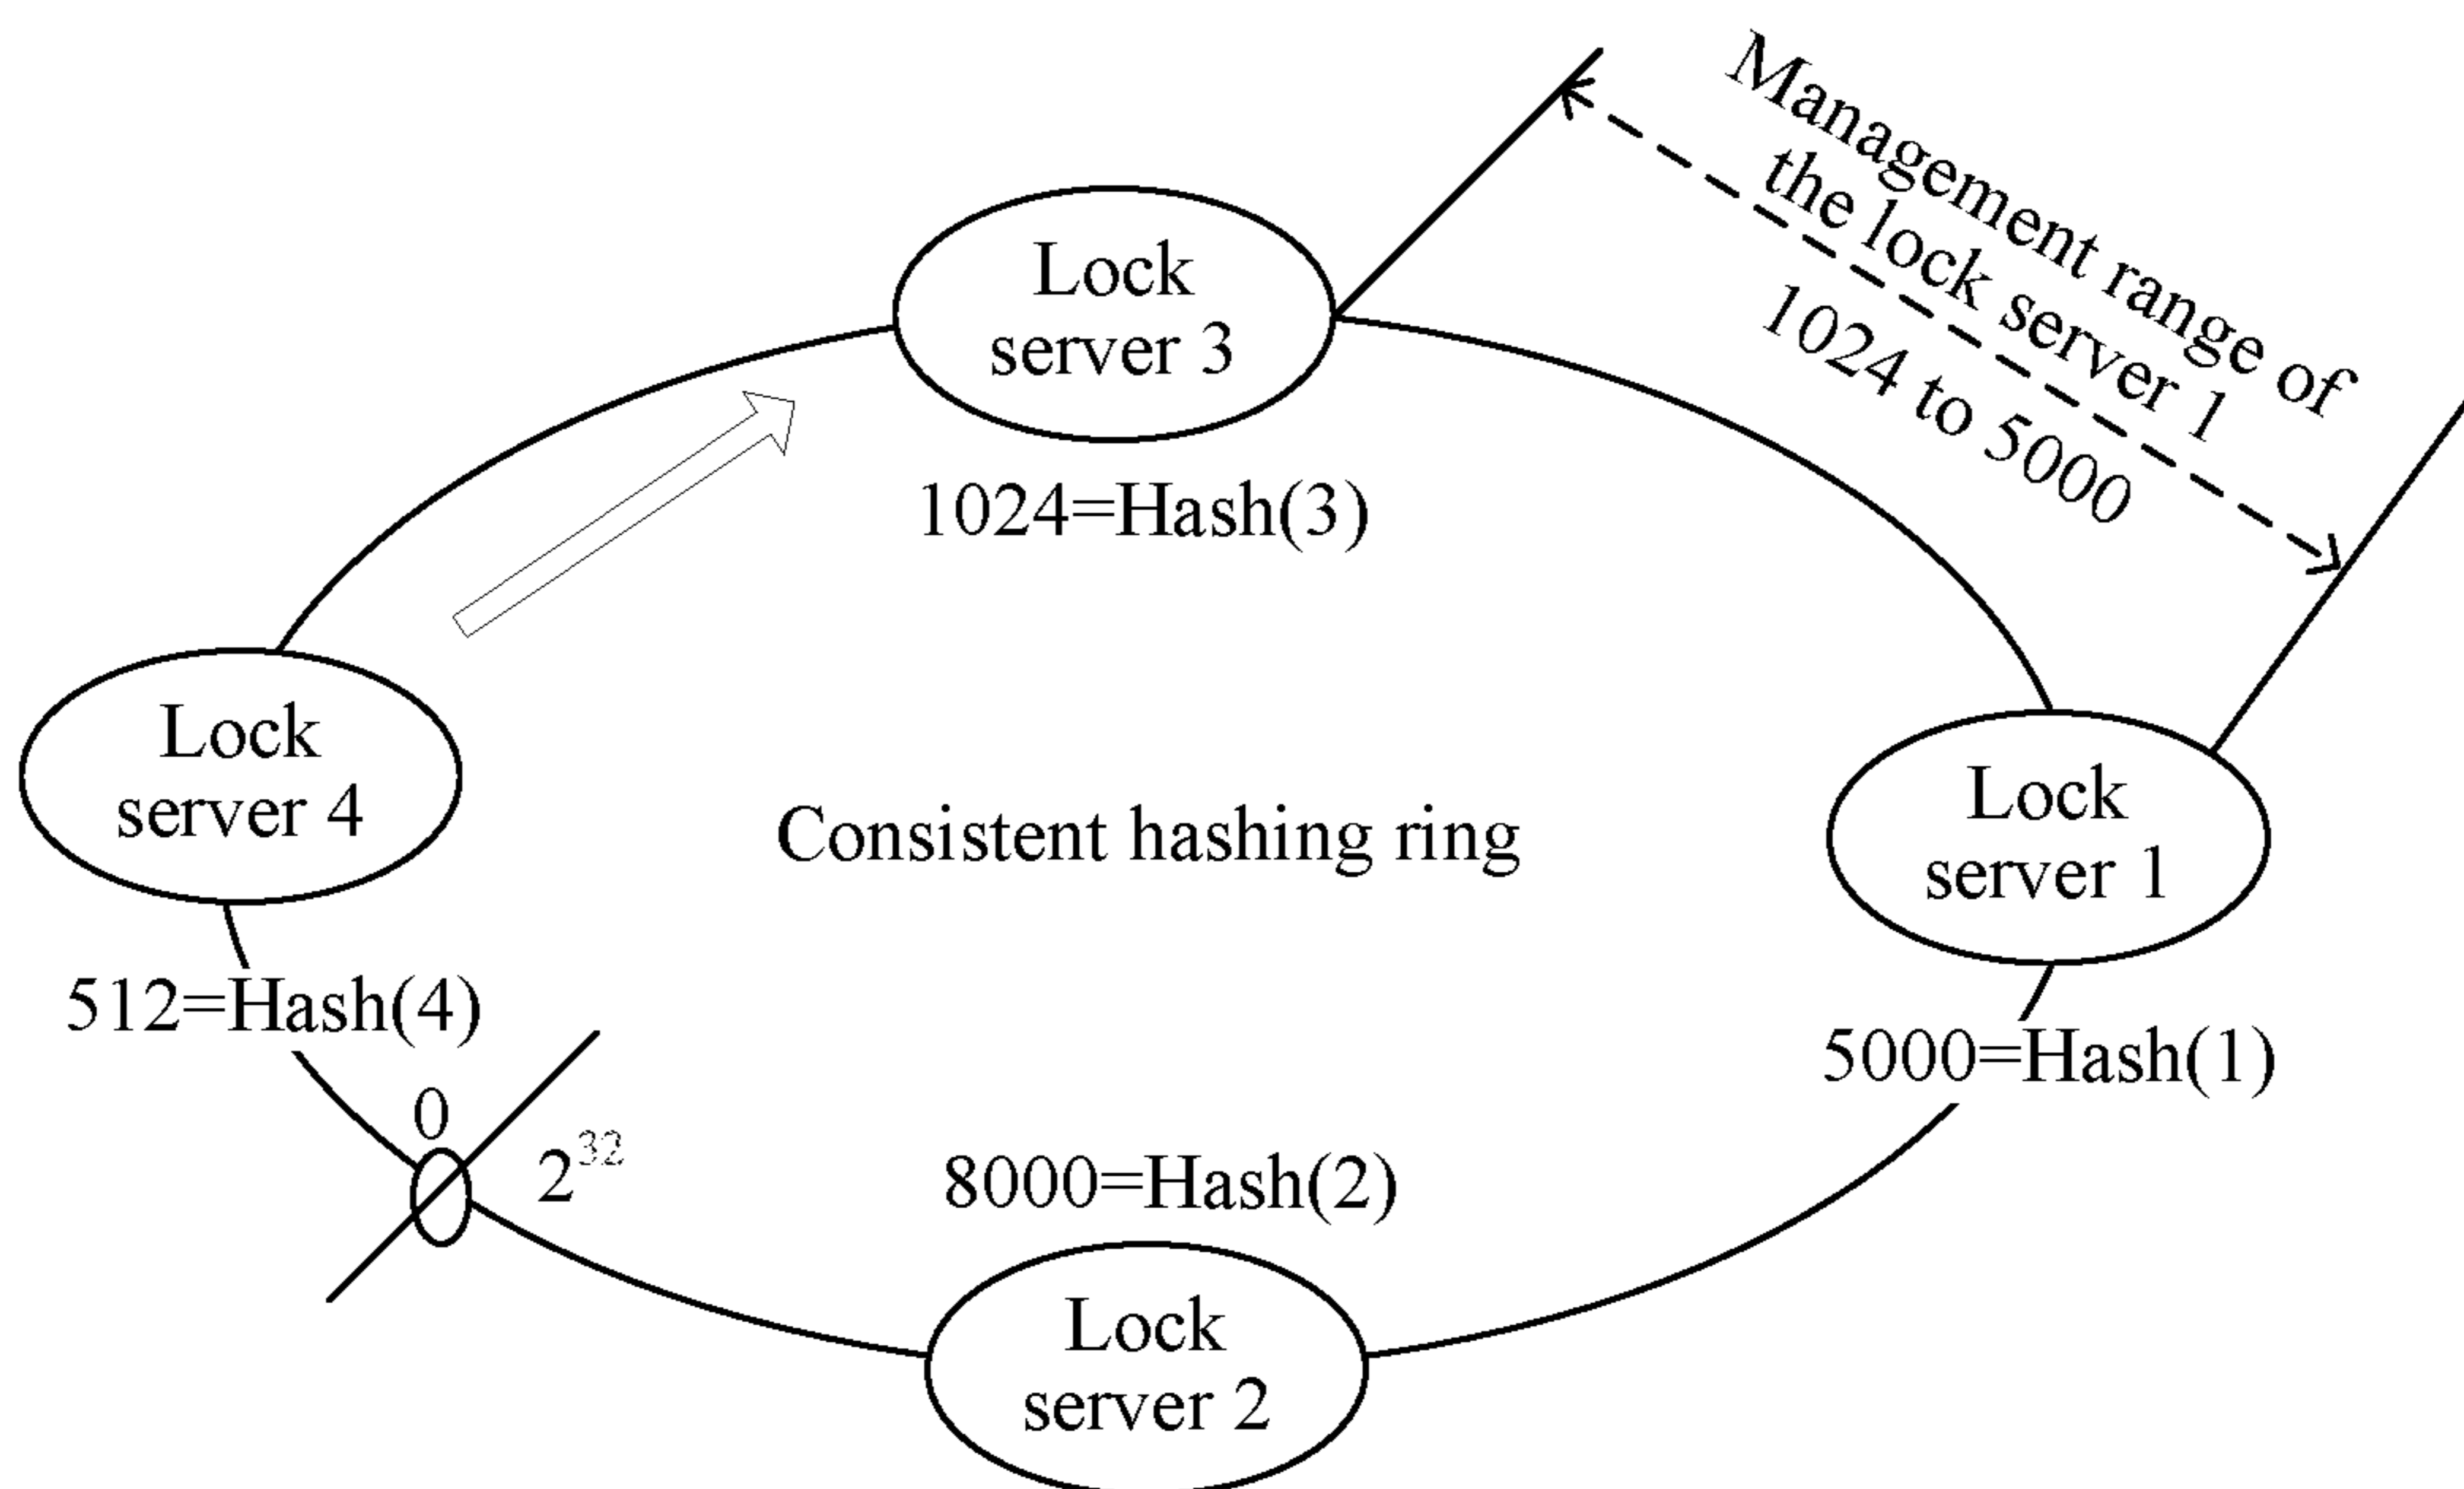 Management range of
the lock server 1
1024 to 5000
Lock
server 3
1024=Hash(3)
Lock
server 4
Consistent hashing ring
Lock
server 1
512=Hash(4)
5000=Hash(1)
0
2^32
8000=Hash(2)
Lock
server 2